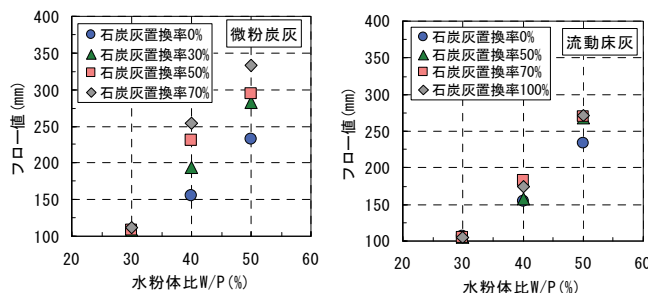 400
350
300
250
200
150
100
フロー値(mm)
石炭灰置換率0%
石炭灰置換率30%
石炭灰置換率50%
石炭灰置換率70%
微粉炭灰
20 30 40 50 60
水粉体比W/P(%)
400
350
300
250
200
150
100
フロー値(mm)
石炭灰置換率0%
石炭灰置換率50%
石炭灰置換率70%
石炭灰置換率100%
流動床灰
20 30 40 50 60
水粉体比W/P(%)